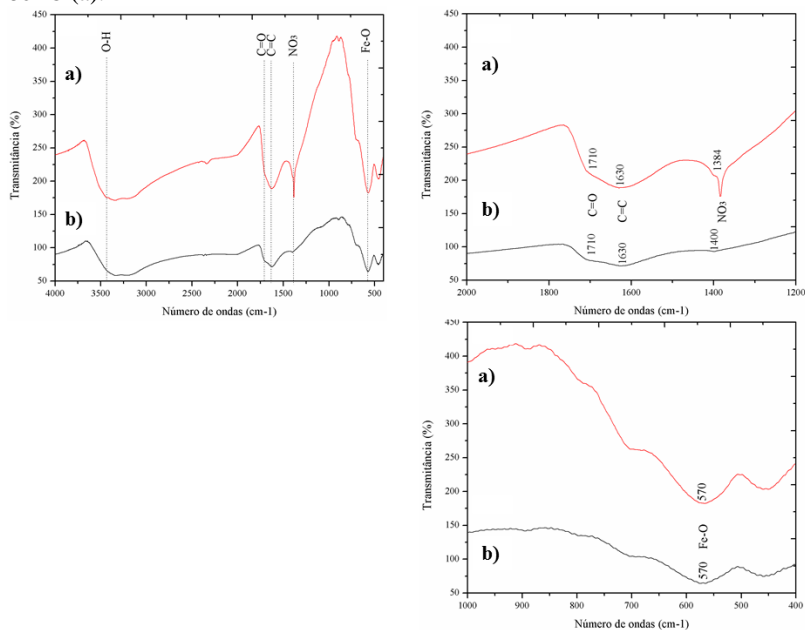 O-H
C=O
C=C
NO3
Fe-O
a)
b)
Transmitância (%)
450
400
350
300
250
200
150
100
50
4000 3500 3000 2500 2000 1500 1000 500
Número de ondas (cm-1)
a)
b)
Transmitância (%)
450
400
350
300
250
200
150
100
50
1710
1630
1384
C=O
C=C
NO3
1710
1630
1400
2000 1800 1600 1400 1200
Número de ondas (cm-1)
a)
b)
Transmitância (%)
450
400
350
300
250
200
150
100
50
570
Fe-O
570
1000 900 800 700 600 500 400
Número de ondas (cm-1)